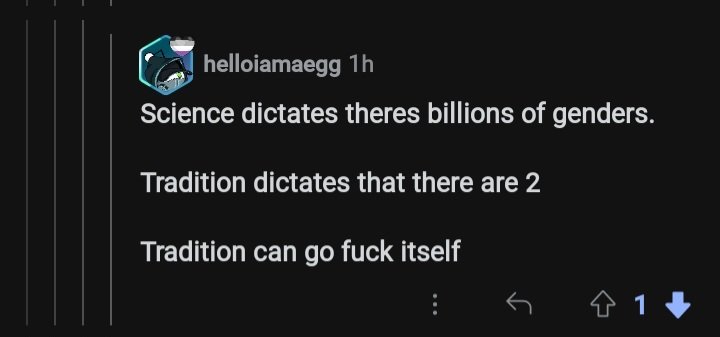 helloiamaegg 1h
Science dictates theres billions of genders.
Tradition dictates that there are 2
Tradition can go fuck itself
1